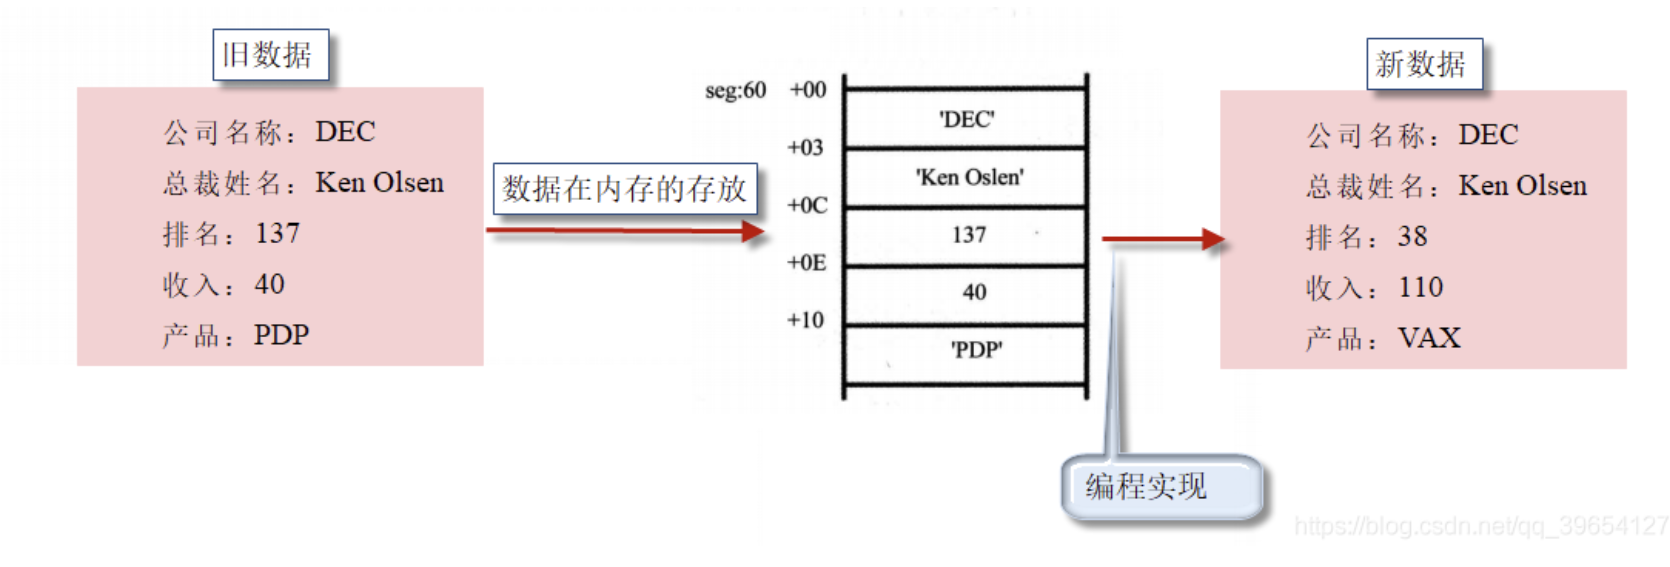 旧数据
公司名称：DEC
总裁姓名：Ken Olsen
排名：137
收入：40
产品：PDP
数据在内存的存放
seg:60 +00
'DEC'
+03
'Ken Oslen'
+0C
137
+0E
40
+10
'PDP'
编程实现
新数据
公司名称：DEC
总裁姓名：Ken Olsen
排名：38
收入：110
产品：VAX
https://blog.csdn.net/qq_39654127